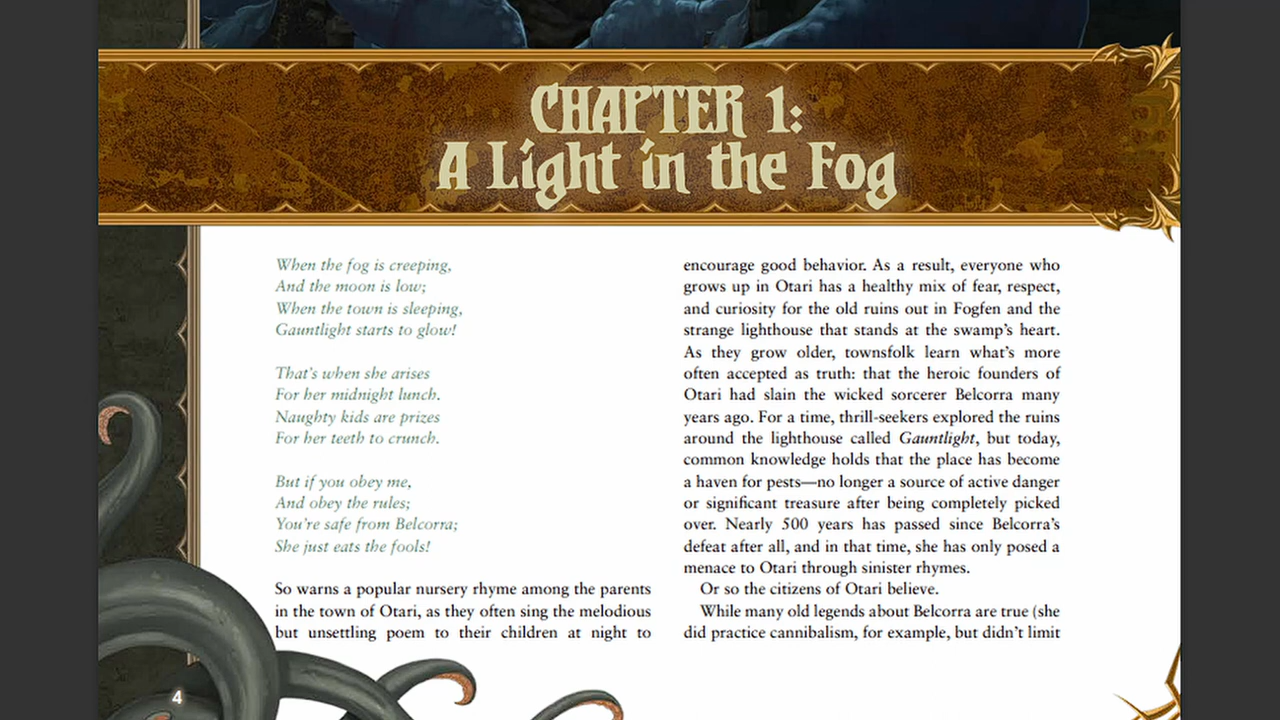 CHAPTER 1:
A Light in the Fog
When the fog is creeping,
And the moon is low;
When the town is sleeping,
Gauntlight starts to glow!
That's when she arises
For her midnight lunch.
Naughty kids are prizes
For her teeth to crunch.
But if you obey me,
And obey the rules;
You're safe from Belcorra;
She just eats the fools!
So warns a popular nursery rhyme among the parents
in the town of Otari, as they often sing the melodious
but unsettling poem to their children at night to
encourage good behavior. As a result, everyone who
grows up in Otari has a healthy mix of fear, respect,
and curiosity for the old ruins out in Fogfen and the
strange lighthouse that stands at the swamp's heart.
As they grow older, townsfolk learn what's more
often accepted as truth: that the heroic founders of
Otari had slain the wicked sorcerer Belcorra many
years ago. For a time, thrill-seekers explored the ruins
around the lighthouse called Gauntlight, but today,
common knowledge holds that the place has become
a haven for pests—no longer a source of active danger
or significant treasure after being completely picked
over. Nearly 500 years has passed since Belcorra's
defeat after all, and in that time, she has only posed a
menace to Otari through sinister rhymes.
Or so the citizens of Otari believe.
While many old legends about Belcorra are true (she
did practice cannibalism, for example, but didn't limit
4